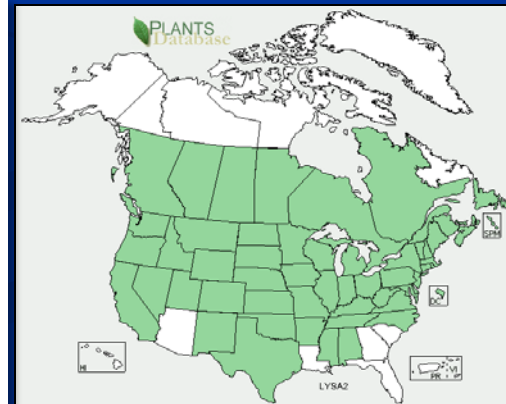 PLANTS
Database
SPM
DC
HI
PR
VI
LYSA2